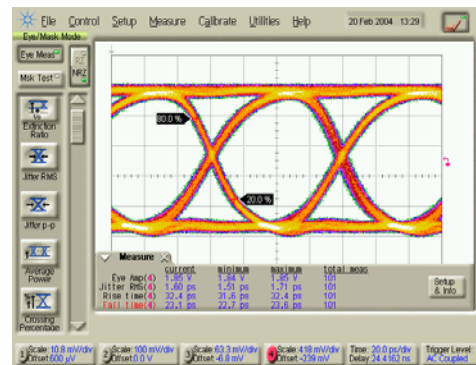 File Control Setup Measure Calibrate Utilities Help 20 Feb 2004 13:29
Eye/Mask Mode
Eye Meas
NRZ
Msk Test
Extinction Ratio
Jitter RMS
Jitter p-p
Average Power
Crossing Percentage
80.0 %
20.0 %
Measure
current minimum maximum total meas
Eye Amp(4) 1.85 V 1.84 V 1.85 V 101
Jitter RMS(4) 1.60 ps 1.51 ps 1.71 ps 101
Rise time(4) 32.4 ps 31.6 ps 32.4 ps 101
Fall time(4) 23.1 ps 22.7 ps 23.6 ps 101
Setup & Info
1 Scale:10.8 mV/div Offset:600 µV
2 Scale:100 mV/div Offset:0.0 V
3 Scale:63.3 mV/div Offset:-6.8 mV
4 Scale:418 mV/div Offset:-239 mV
Time:20.0 ps/div Delay:24.4162 ns
Trigger Level: AC Coupled